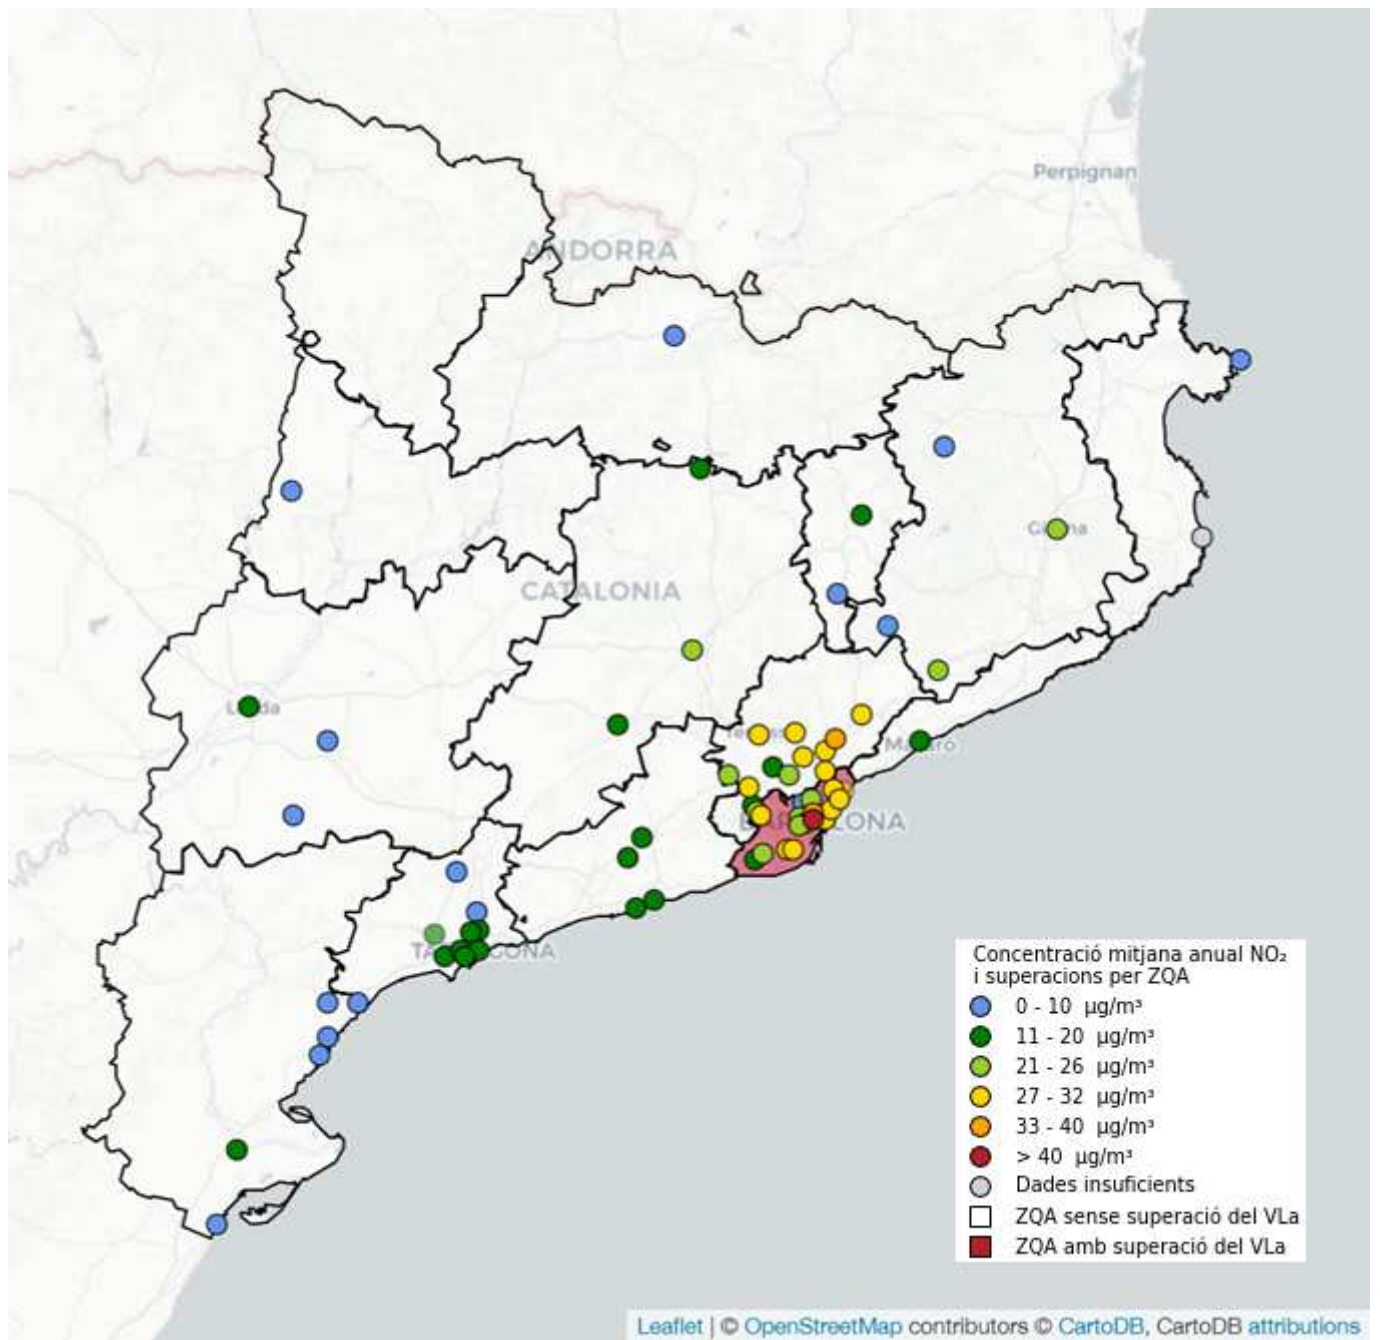 Perpignan
ANDORRA
CATALONIA
BARCELONA
TARRAGONA
Concentració mitjana anual NO₂
i superacions per ZQA
0 - 10 µg/m³
11 - 20 µg/m³
21 - 26 µg/m³
27 - 32 µg/m³
33 - 40 µg/m³
> 40 µg/m³
Dades insuficients
ZQA sense superació del VLa
ZQA amb superació del VLa
Leaflet | © OpenStreetMap contributors © CartoDB, CartoDB attributions